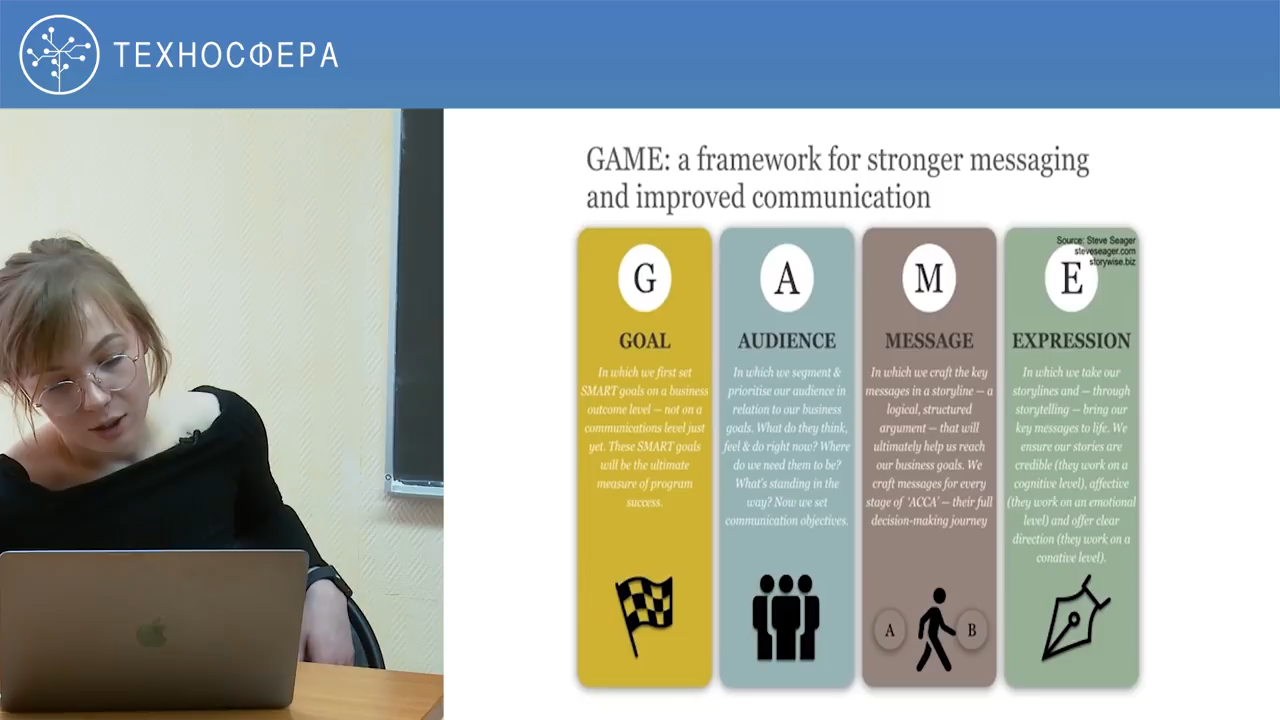 ТЕХНОСФЕРА
GAME: a framework for stronger messaging
and improved communication
G
GOAL
In which we first set
SMART goals on a business
outcome level – not on a
communications level just
yet. These SMART goals
will be the ultimate
measure of program
success.
A
AUDIENCE
In which we segment &
prioritise our audience in
relation to our business
goals. What do they think,
feel & do right now? Where
do we need them to be?
What's standing in the
way? Now we set
communication objectives.
M
MESSAGE
In which we craft the key
messages in a storyline – a
logical, structured
argument – that will
ultimately help us reach
our business goals. We
craft messages for every
stage of 'ACCA' – their full
decision-making journey
A
B
Source: Steve Seager
steveseager.com
storywise.biz
E
EXPRESSION
In which we take our
storylines and – through
storytelling – bring our
key messages to life. We
ensure our stories are
credible (they work on a
cognitive level), affective
(they work on an emotional
level) and offer clear
direction (they work on a
conative level).